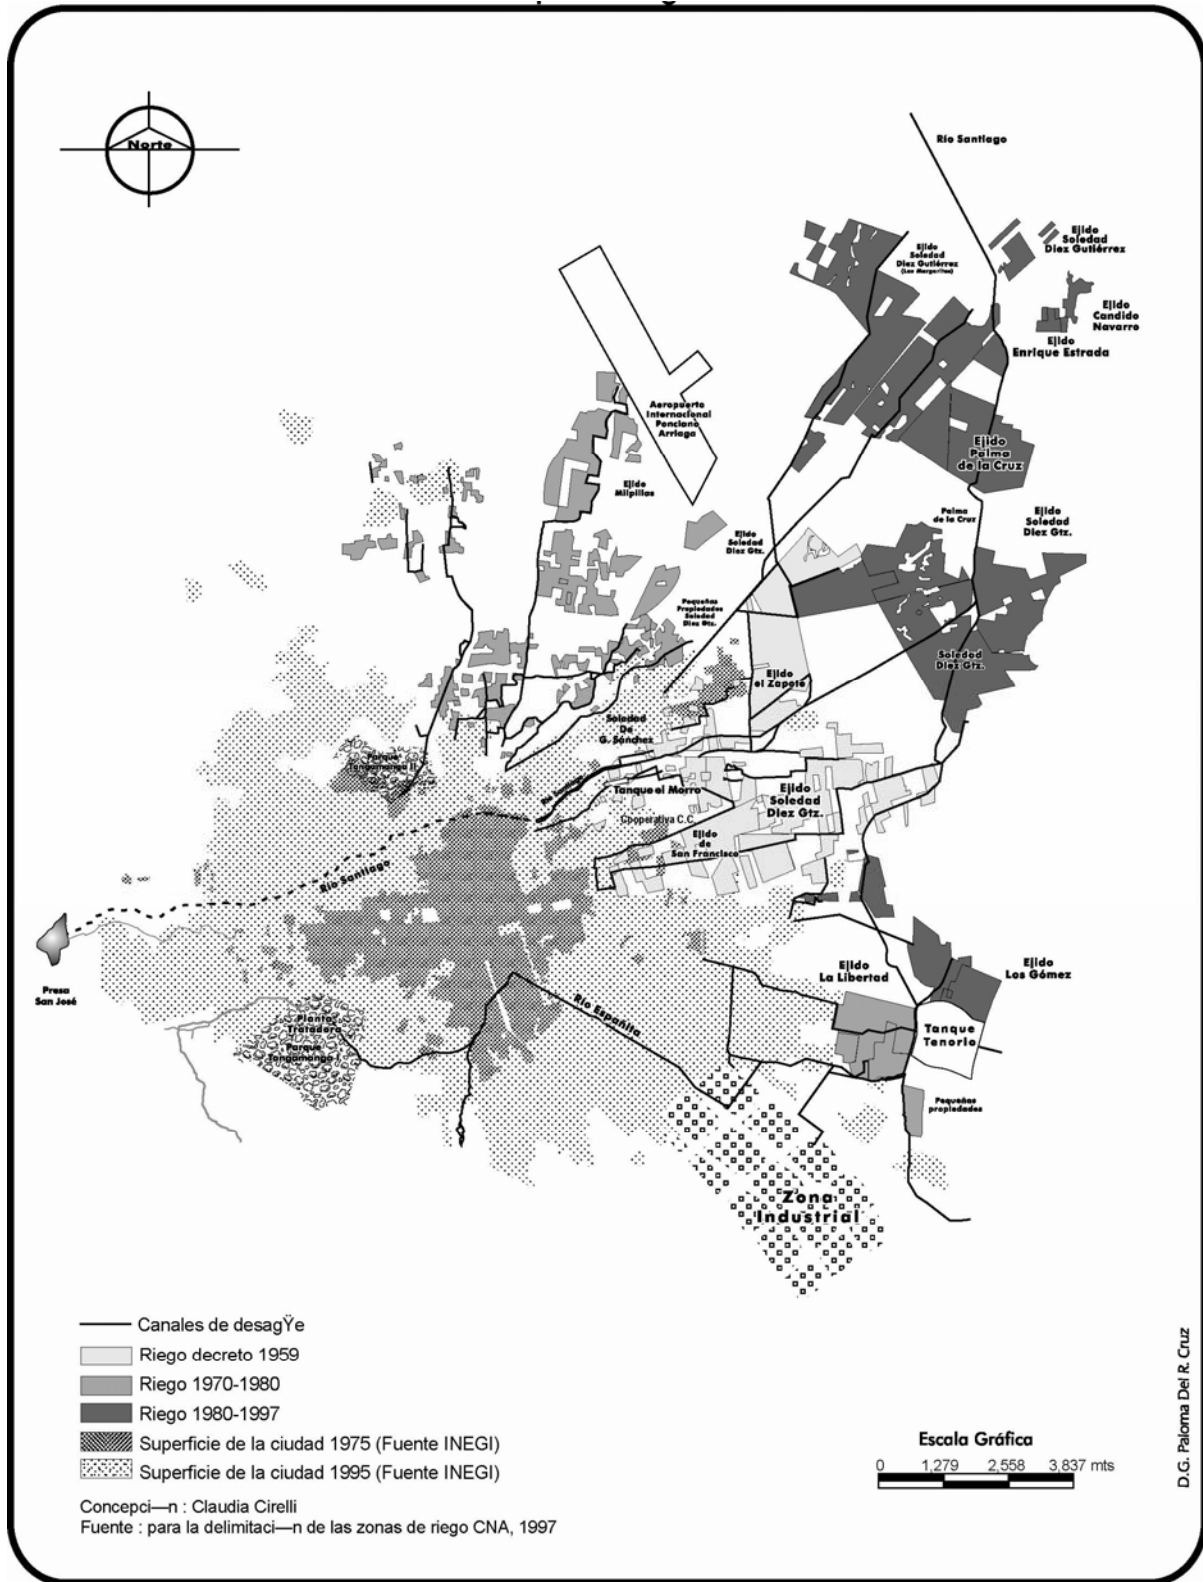 Norte
Río Santiago
Ejido
Soledad
Diez Gutiérrez
Ejido
Soledad
Diez Gutiérrez
(Las Margaritas)
Ejido
Candido
Navarro
Ejido
Enrique Estrada
Aeropuerto
Internacional
Ponciano
Arriaga
Ejido
Palma
de la Cruz
Ejido
Milpillas
Palma
de la Cruz
Ejido
Soledad
Diez Gtz.
Ejido
Soledad
Diez Gtz.
Pequeñas
Propiedades
Soledad
Diez Gtz.
Soledad
Diez Gtz.
Ejido
el Zapote
Soledad
De
G. Sánchez
Parque
Tangamanga II
Río Santiago
Tanque el Morro
Ejido
Soledad
Diez Gtz.
Cooperativa C.C.
Ejido
de
San Francisco
Río Santiago
Presa
San José
Ejido
La Libertad
Ejido
Los Gómez
Río Españita
Planta
Tratadora
Parque
Tangamanga I
Tanque
Tenorio
Pequeñas
propiedades
Zona
Industrial
Canales de desagŸe
Riego decreto 1959
Riego 1970-1980
Riego 1980-1997
Superficie de la ciudad 1975 (Fuente INEGI)
Superficie de la ciudad 1995 (Fuente INEGI)
Concepci—n : Claudia Cirelli
Fuente : para la delimitaci—n de las zonas de riego CNA, 1997
Escala Gráfica
0 1,279 2,558 3,837 mts
D.G. Paloma Del R. Cruz